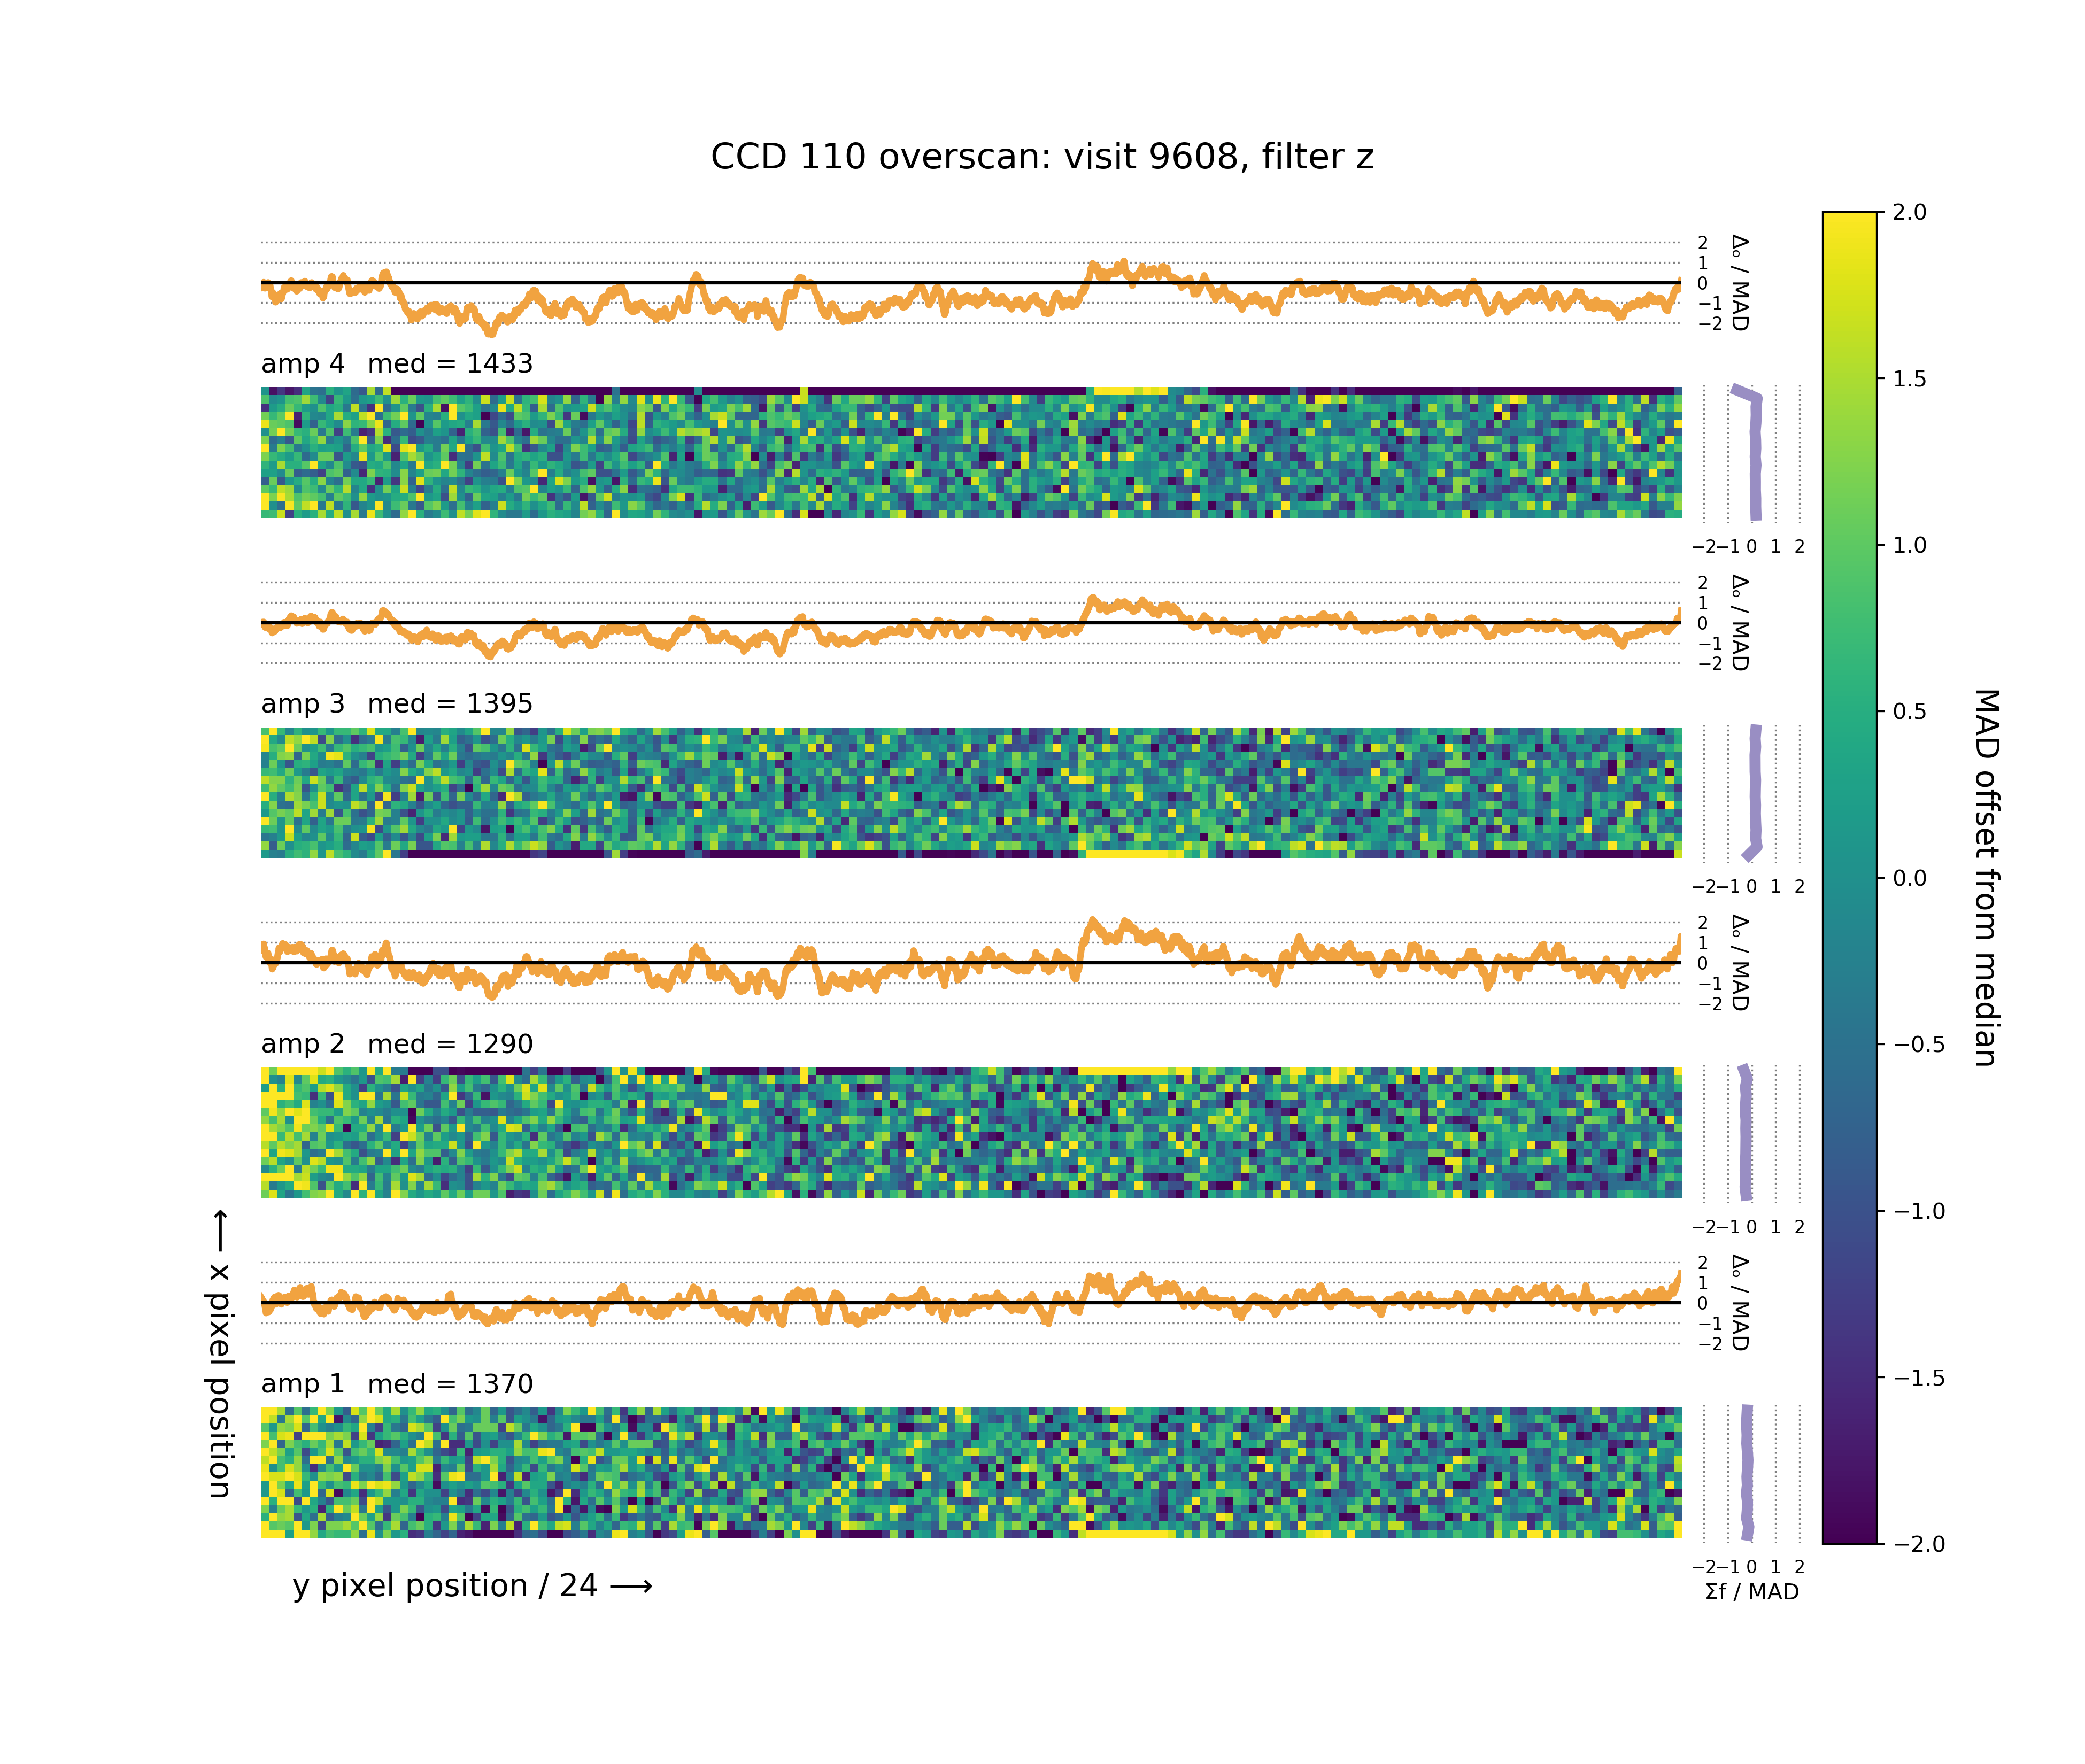 CCD 110 overscan: visit 9608, filter z
2
1
0
−1
−2
Δₒ / MAD
amp 4 med = 1433
−2 −1 0 1 2
2
1
0
−1
−2
Δₒ / MAD
amp 3 med = 1395
−2 −1 0 1 2
2
1
0
−1
−2
Δₒ / MAD
amp 2 med = 1290
−2 −1 0 1 2
2
1
0
−1
−2
Δₒ / MAD
amp 1 med = 1370
−2 −1 0 1 2
Σf / MAD
y pixel position / 24 ⟶
⟵ x pixel position
2.0
1.5
1.0
0.5
0.0
−0.5
−1.0
−1.5
−2.0
MAD offset from median